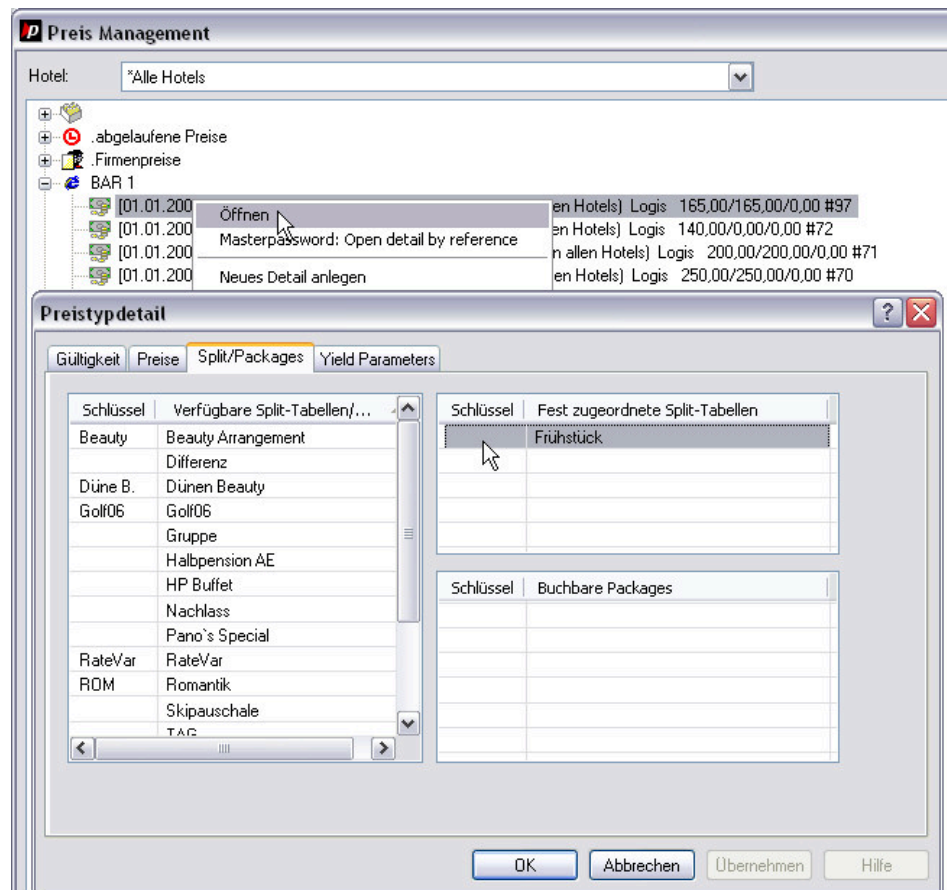 Preis Management
Hotel: *Alle Hotels
.abgelaufene Preise
.Firmenpreise
BAR 1
[01.01.200 en Hotels) Logis 165,00/165,00/0,00 #97
Öffnen
[01.01.200 en Hotels) Logis 140,00/0,00/0,00 #72
Masterpassword: Open detail by reference
[01.01.200 n allen Hotels) Logis 200,00/200,00/0,00 #71
[01.01.200 en Hotels) Logis 250,00/250,00/0,00 #70
Neues Detail anlegen
Preistypdetail
Gültigkeit Preise Split/Packages Yield Parameters
Schlüssel Verfügbare Split-Tabellen/...
Beauty Beauty Arrangement
Differenz
Düne B. Dünen Beauty
Golf06 Golf06
Gruppe
Halbpension AE
HP Buffet
Nachlass
Pano`s Special
RateVar RateVar
ROM Romantik
Skipauschale
TAG
Schlüssel Fest zugeordnete Split-Tabellen
Frühstück
Schlüssel Buchbare Packages
OK Abbrechen Übernehmen Hilfe